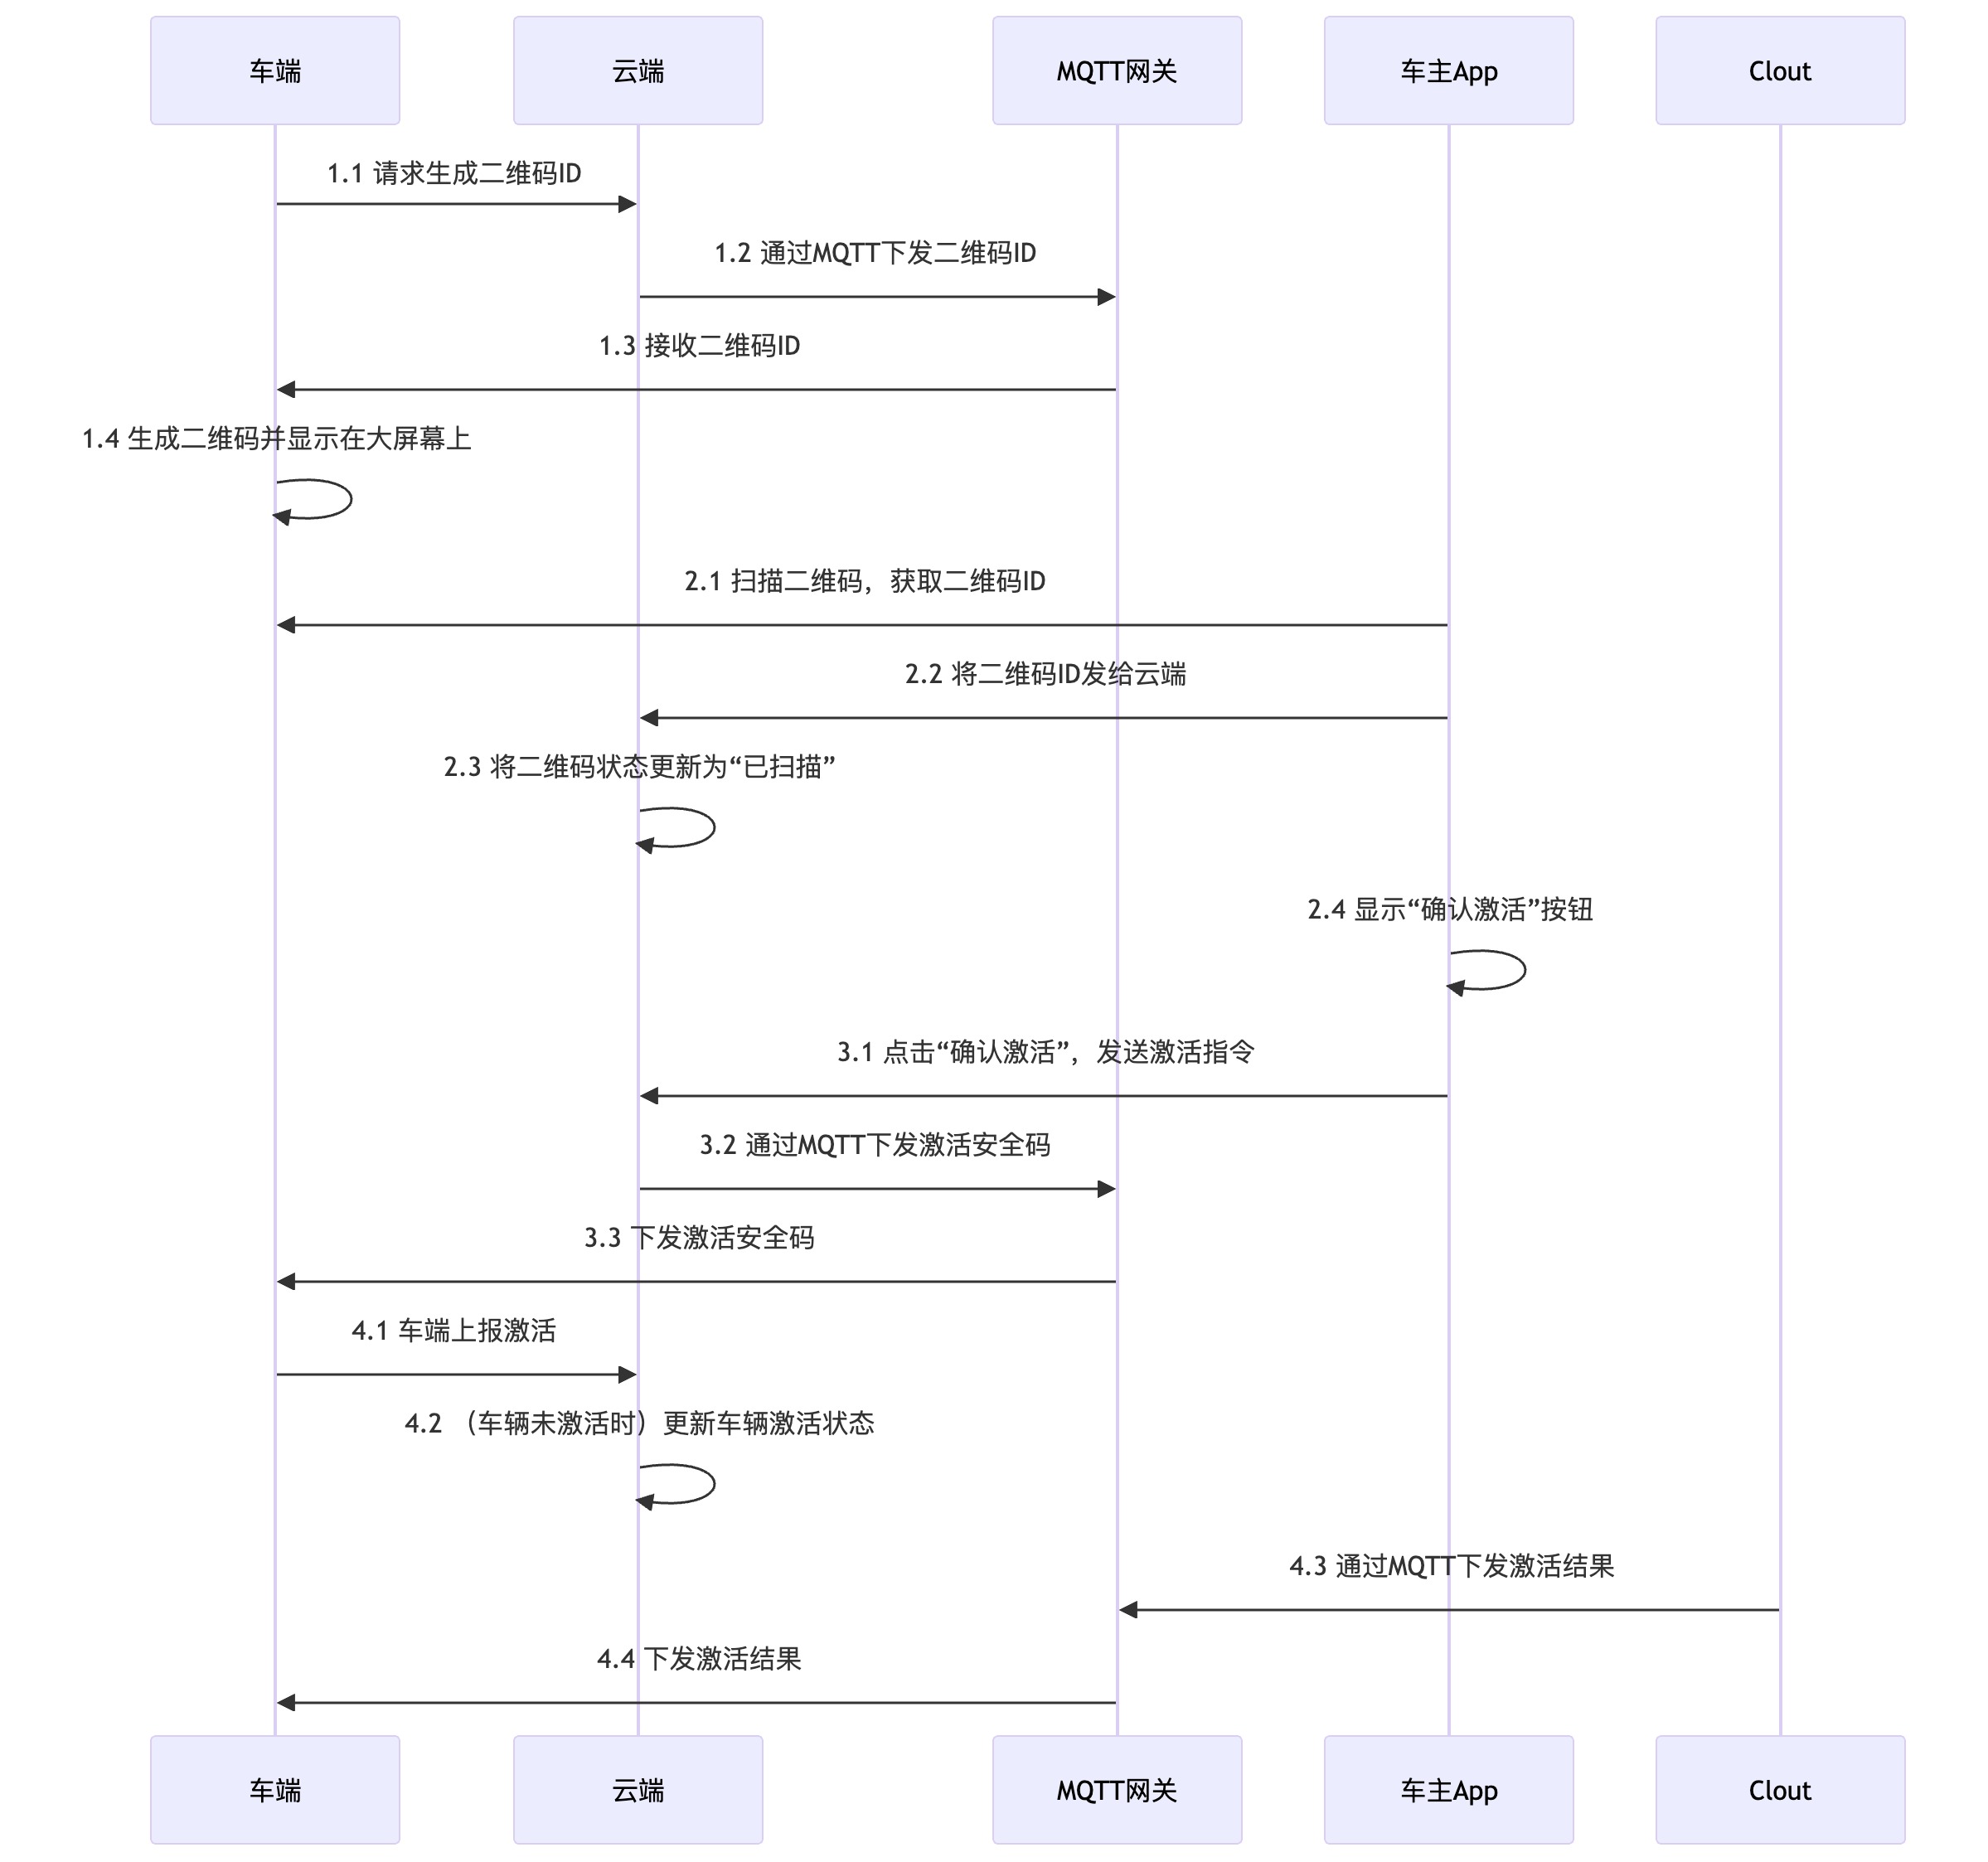 车端
云端
MQTT网关
车主App
Clout
1.1 请求生成二维码ID
1.2 通过MQTT下发二维码ID
1.3 接收二维码ID
1.4 生成二维码并显示在大屏幕上
2.1 扫描二维码，获取二维码ID
2.2 将二维码ID发给云端
2.3 将二维码状态更新为“已扫描”
2.4 显示“确认激活”按钮
3.1 点击“确认激活”，发送激活指令
3.2 通过MQTT下发激活安全码
3.3 下发激活安全码
4.1 车端上报激活
4.2 （车辆未激活时）更新车辆激活状态
4.3 通过MQTT下发激活结果
4.4 下发激活结果
车端
云端
MQTT网关
车主App
Clout